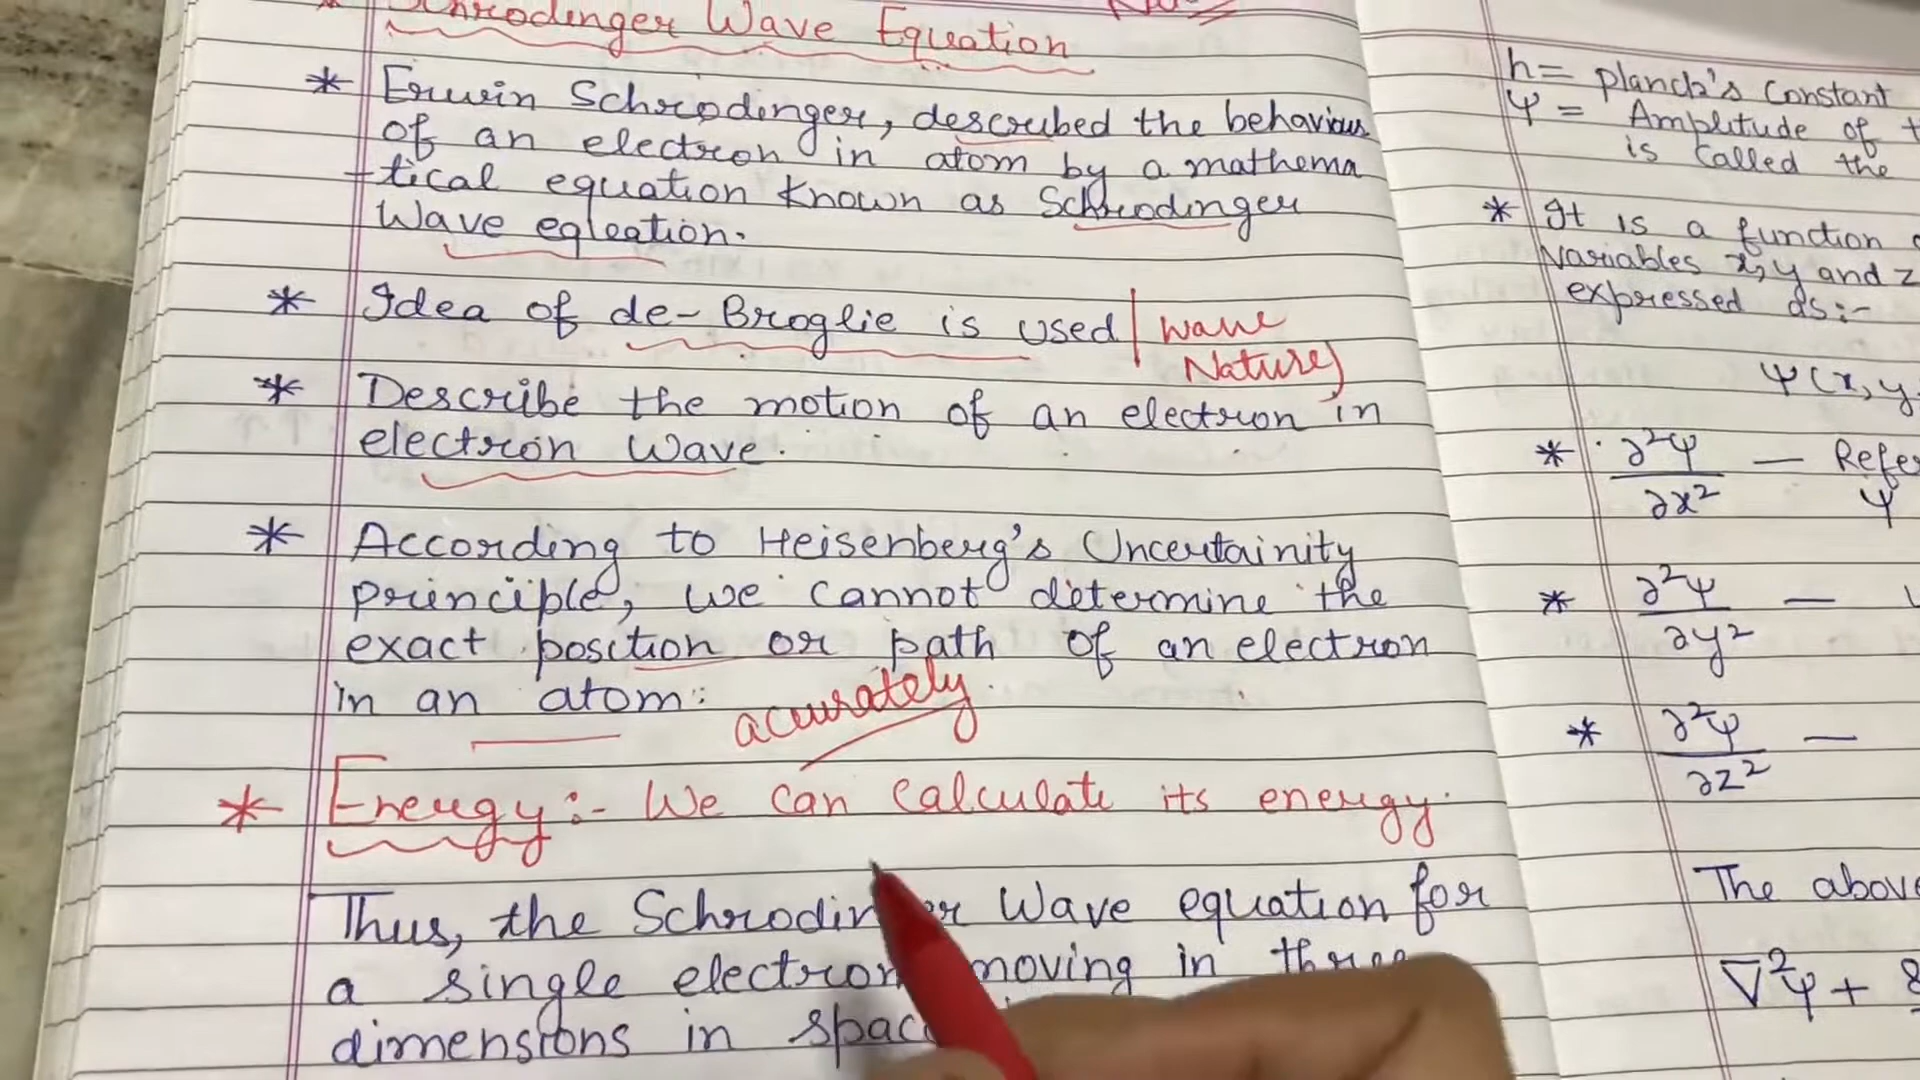 Schrodinger Wave Equation
* Erwin Schrodinger, described the behaviour
of an electron in atom by a mathema
-tical equation known as Schrodinger
Wave eqleation.
* Idea of de-Broglie is used | wave
Nature)
* Describe the motion of an electron in
electron Wave.
* According to Heisenberg's Uncertainity
principle, we cannot determine the
exact position or path of an electron
in an atom. accurately.
* Energy:- We can calculate its energy.
Thus, the Schrodinger Wave equation for
a single electron moving in three
dimensions in space
h = planck's Constant
ψ = Amplitude of
is called the
* It is a function
Variables x, y and z
expressed as:-
ψ(x, y
* ∂²ψ/∂x² — Refe
ψ
* ∂²ψ/∂y² —
* ∂²ψ/∂z² —
The above
∇²ψ + 8